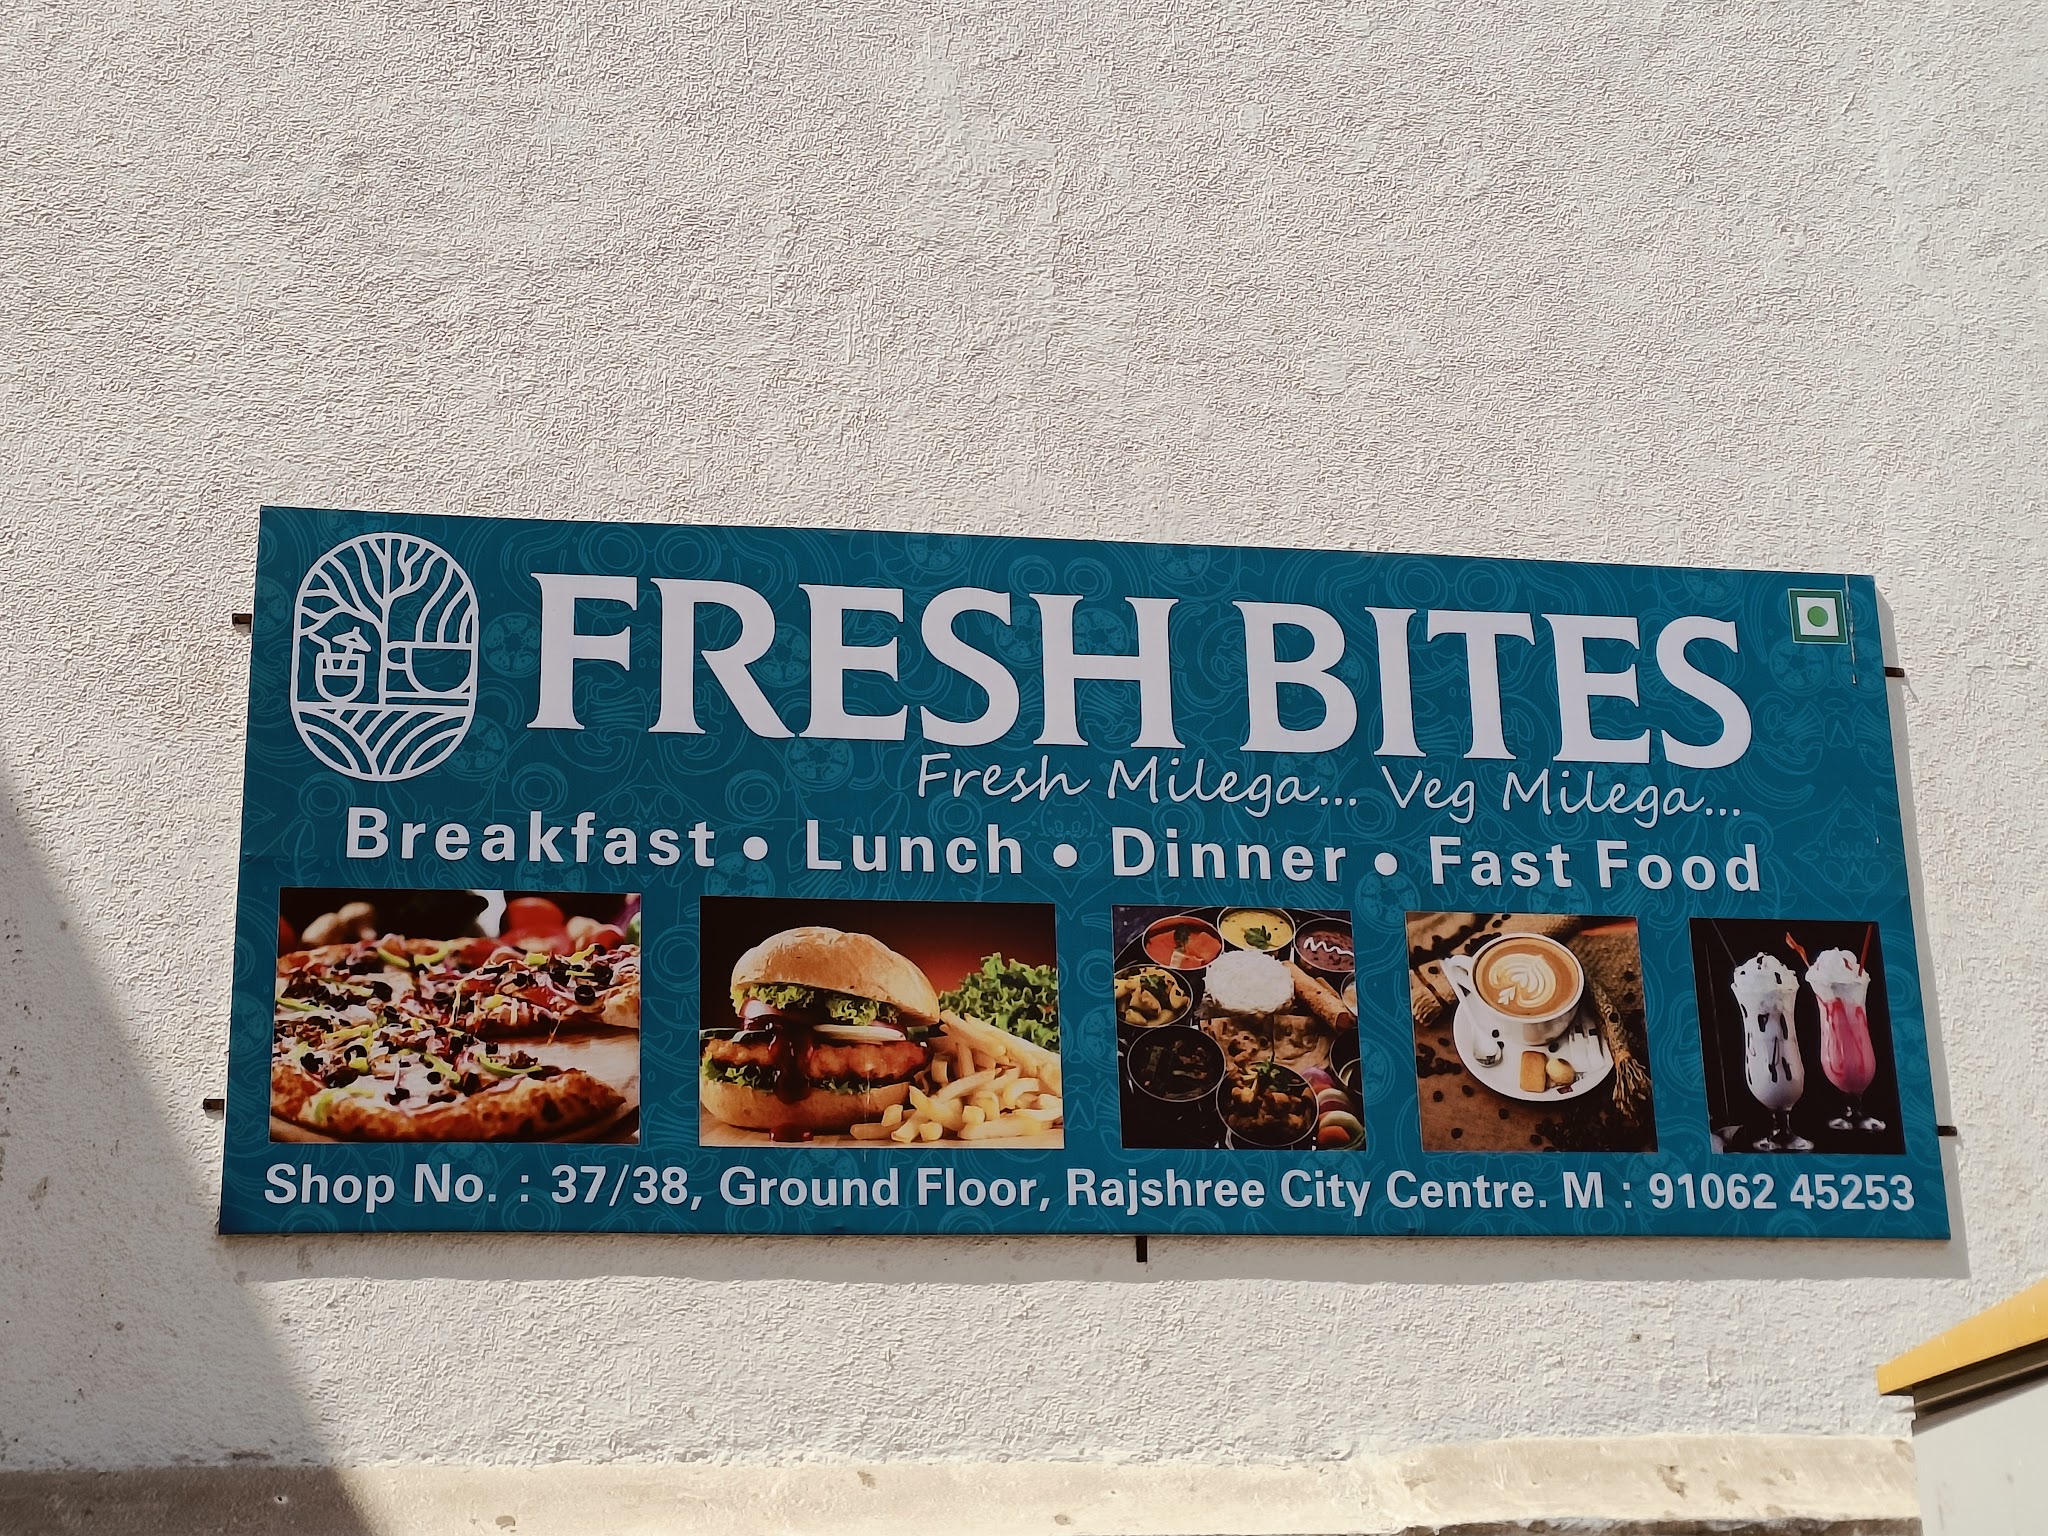 FRESH BITES
Fresh Milega... Veg Milega...
Breakfast • Lunch • Dinner • Fast Food
Shop No. : 37/38, Ground Floor, Rajshree City Centre. M : 91062 45253